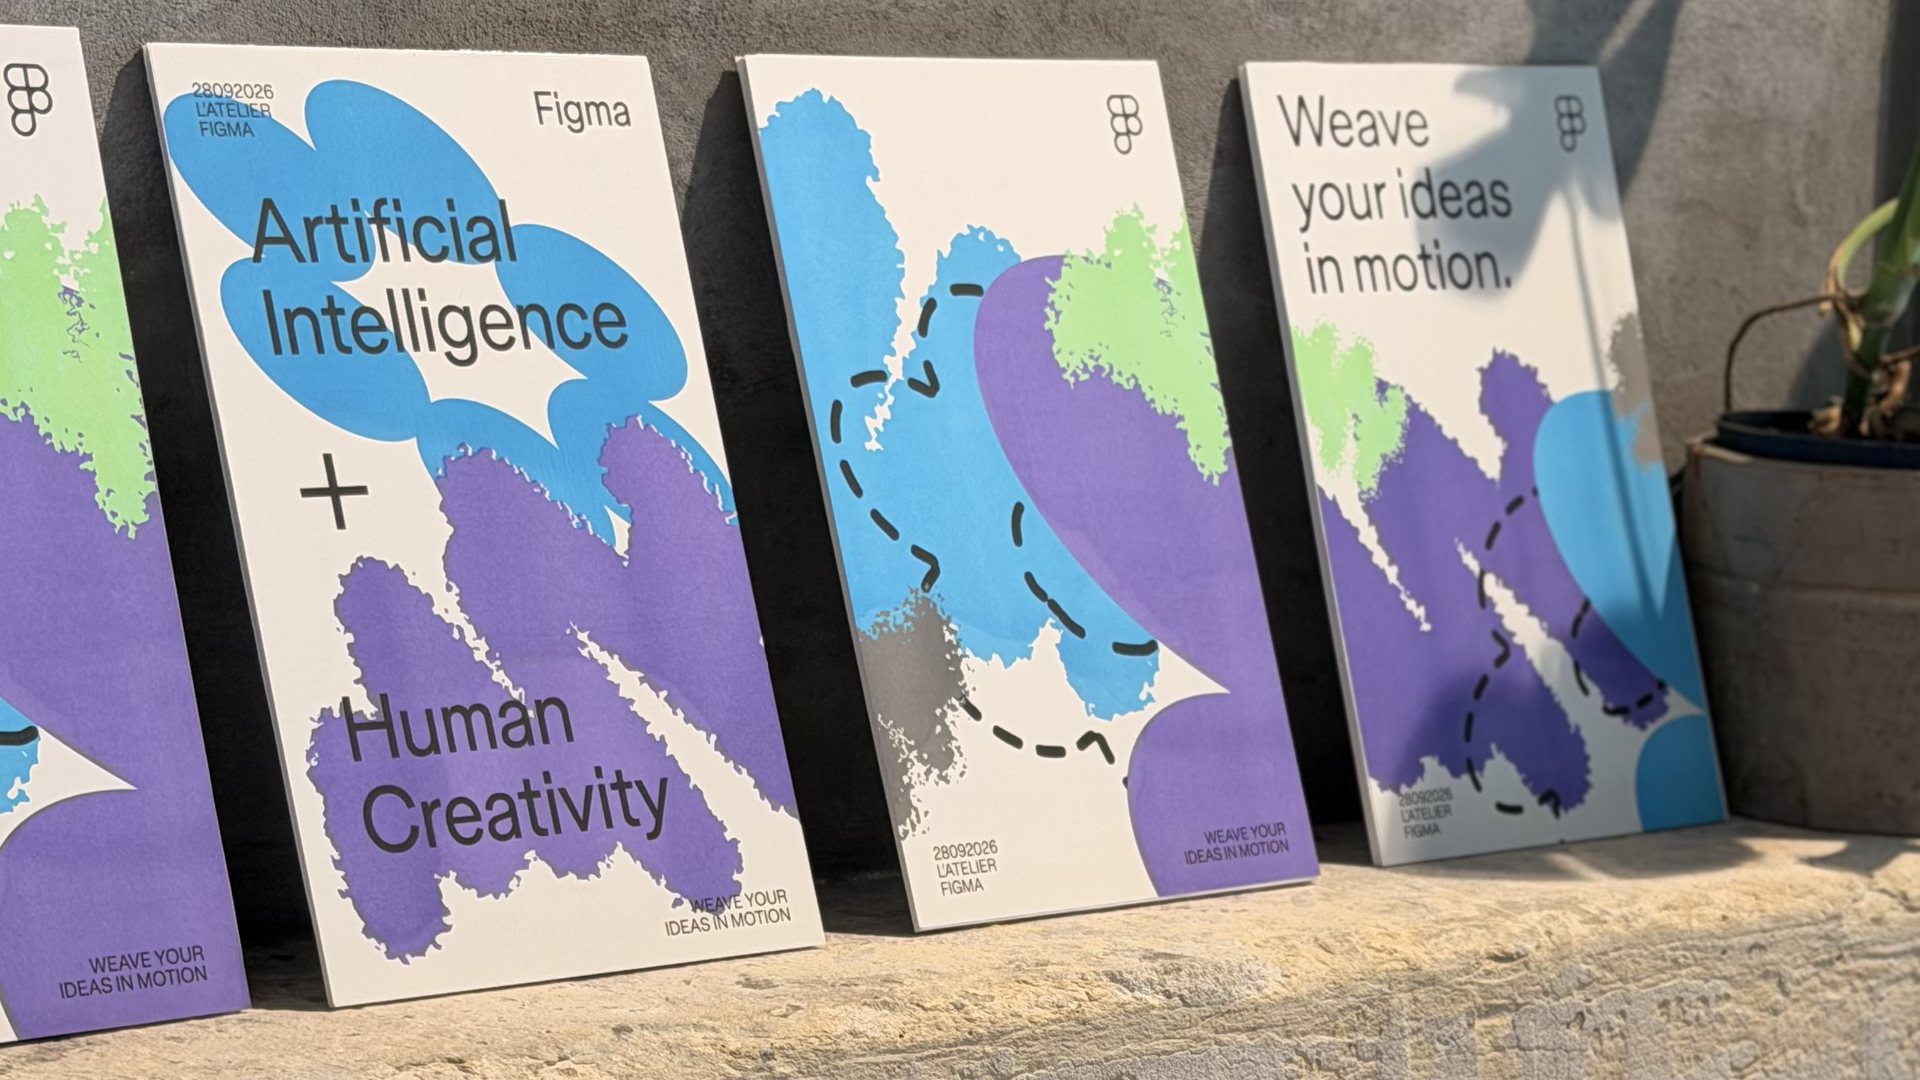 WEAVE YOUR
IDEAS IN MOTION
28092026
L'ATELIER
FIGMA
Figma
Artificial
Intelligence
+
Human
Creativity
WEAVE YOUR
IDEAS IN MOTION
28092026
L'ATELIER
FIGMA
WEAVE YOUR
IDEAS IN MOTION
Weave
your ideas
in motion.
28092026
L'ATELIER
FIGMA